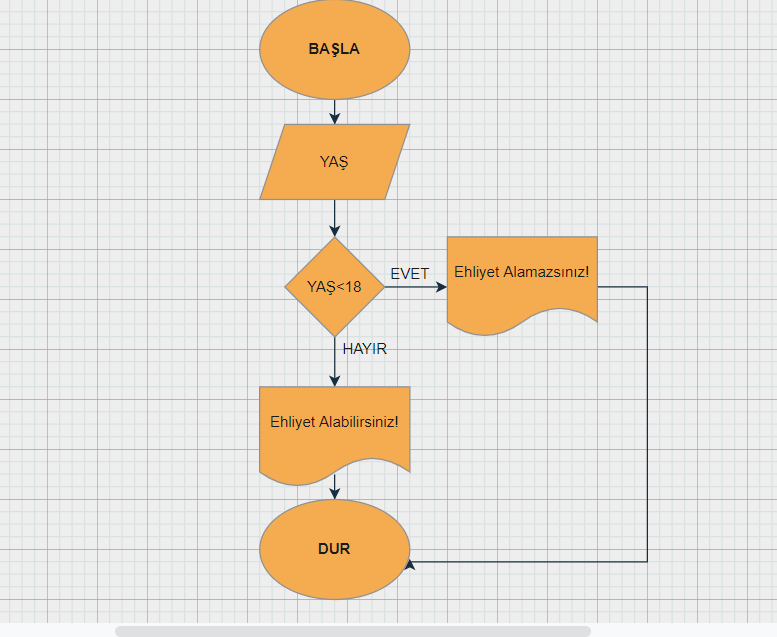 BAŞLA
YAŞ
YAŞ<18
EVET
Ehliyet Alamazsınız!
HAYIR
Ehliyet Alabilirsiniz!
DUR